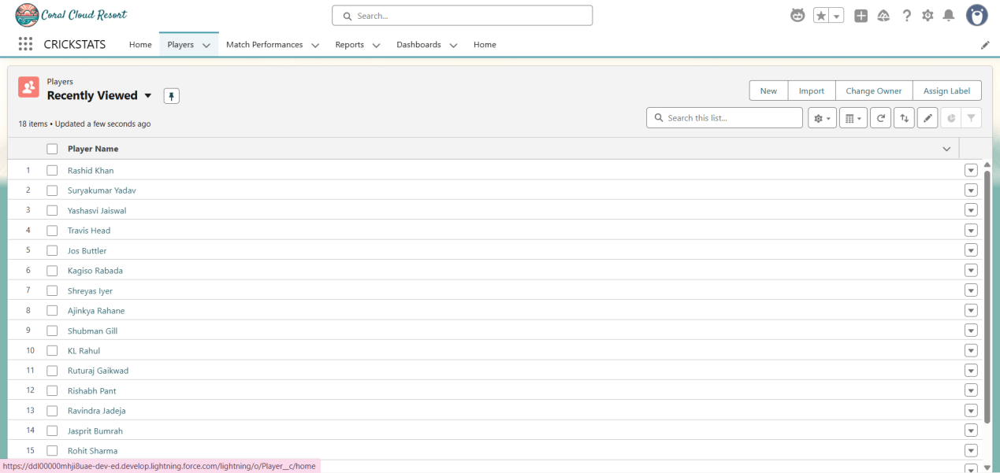 Coral Cloud Resort
Search...
CRICKSTATS
Home
Players
Match Performances
Reports
Dashboards
Home
Players
Recently Viewed
New
Import
Change Owner
Assign Label
18 items • Updated a few seconds ago
Search this list...
Player Name
1 Rashid Khan
2 Suryakumar Yadav
3 Yashasvi Jaiswal
4 Travis Head
5 Jos Buttler
6 Kagiso Rabada
7 Shreyas Iyer
8 Ajinkya Rahane
9 Shubman Gill
10 KL Rahul
11 Ruturaj Gaikwad
12 Rishabh Pant
13 Ravindra Jadeja
14 Jasprit Bumrah
15 Rohit Sharma
https://ddl00000mhji8uae-dev-ed.develop.lightning.force.com/lightning/o/Player__c/home